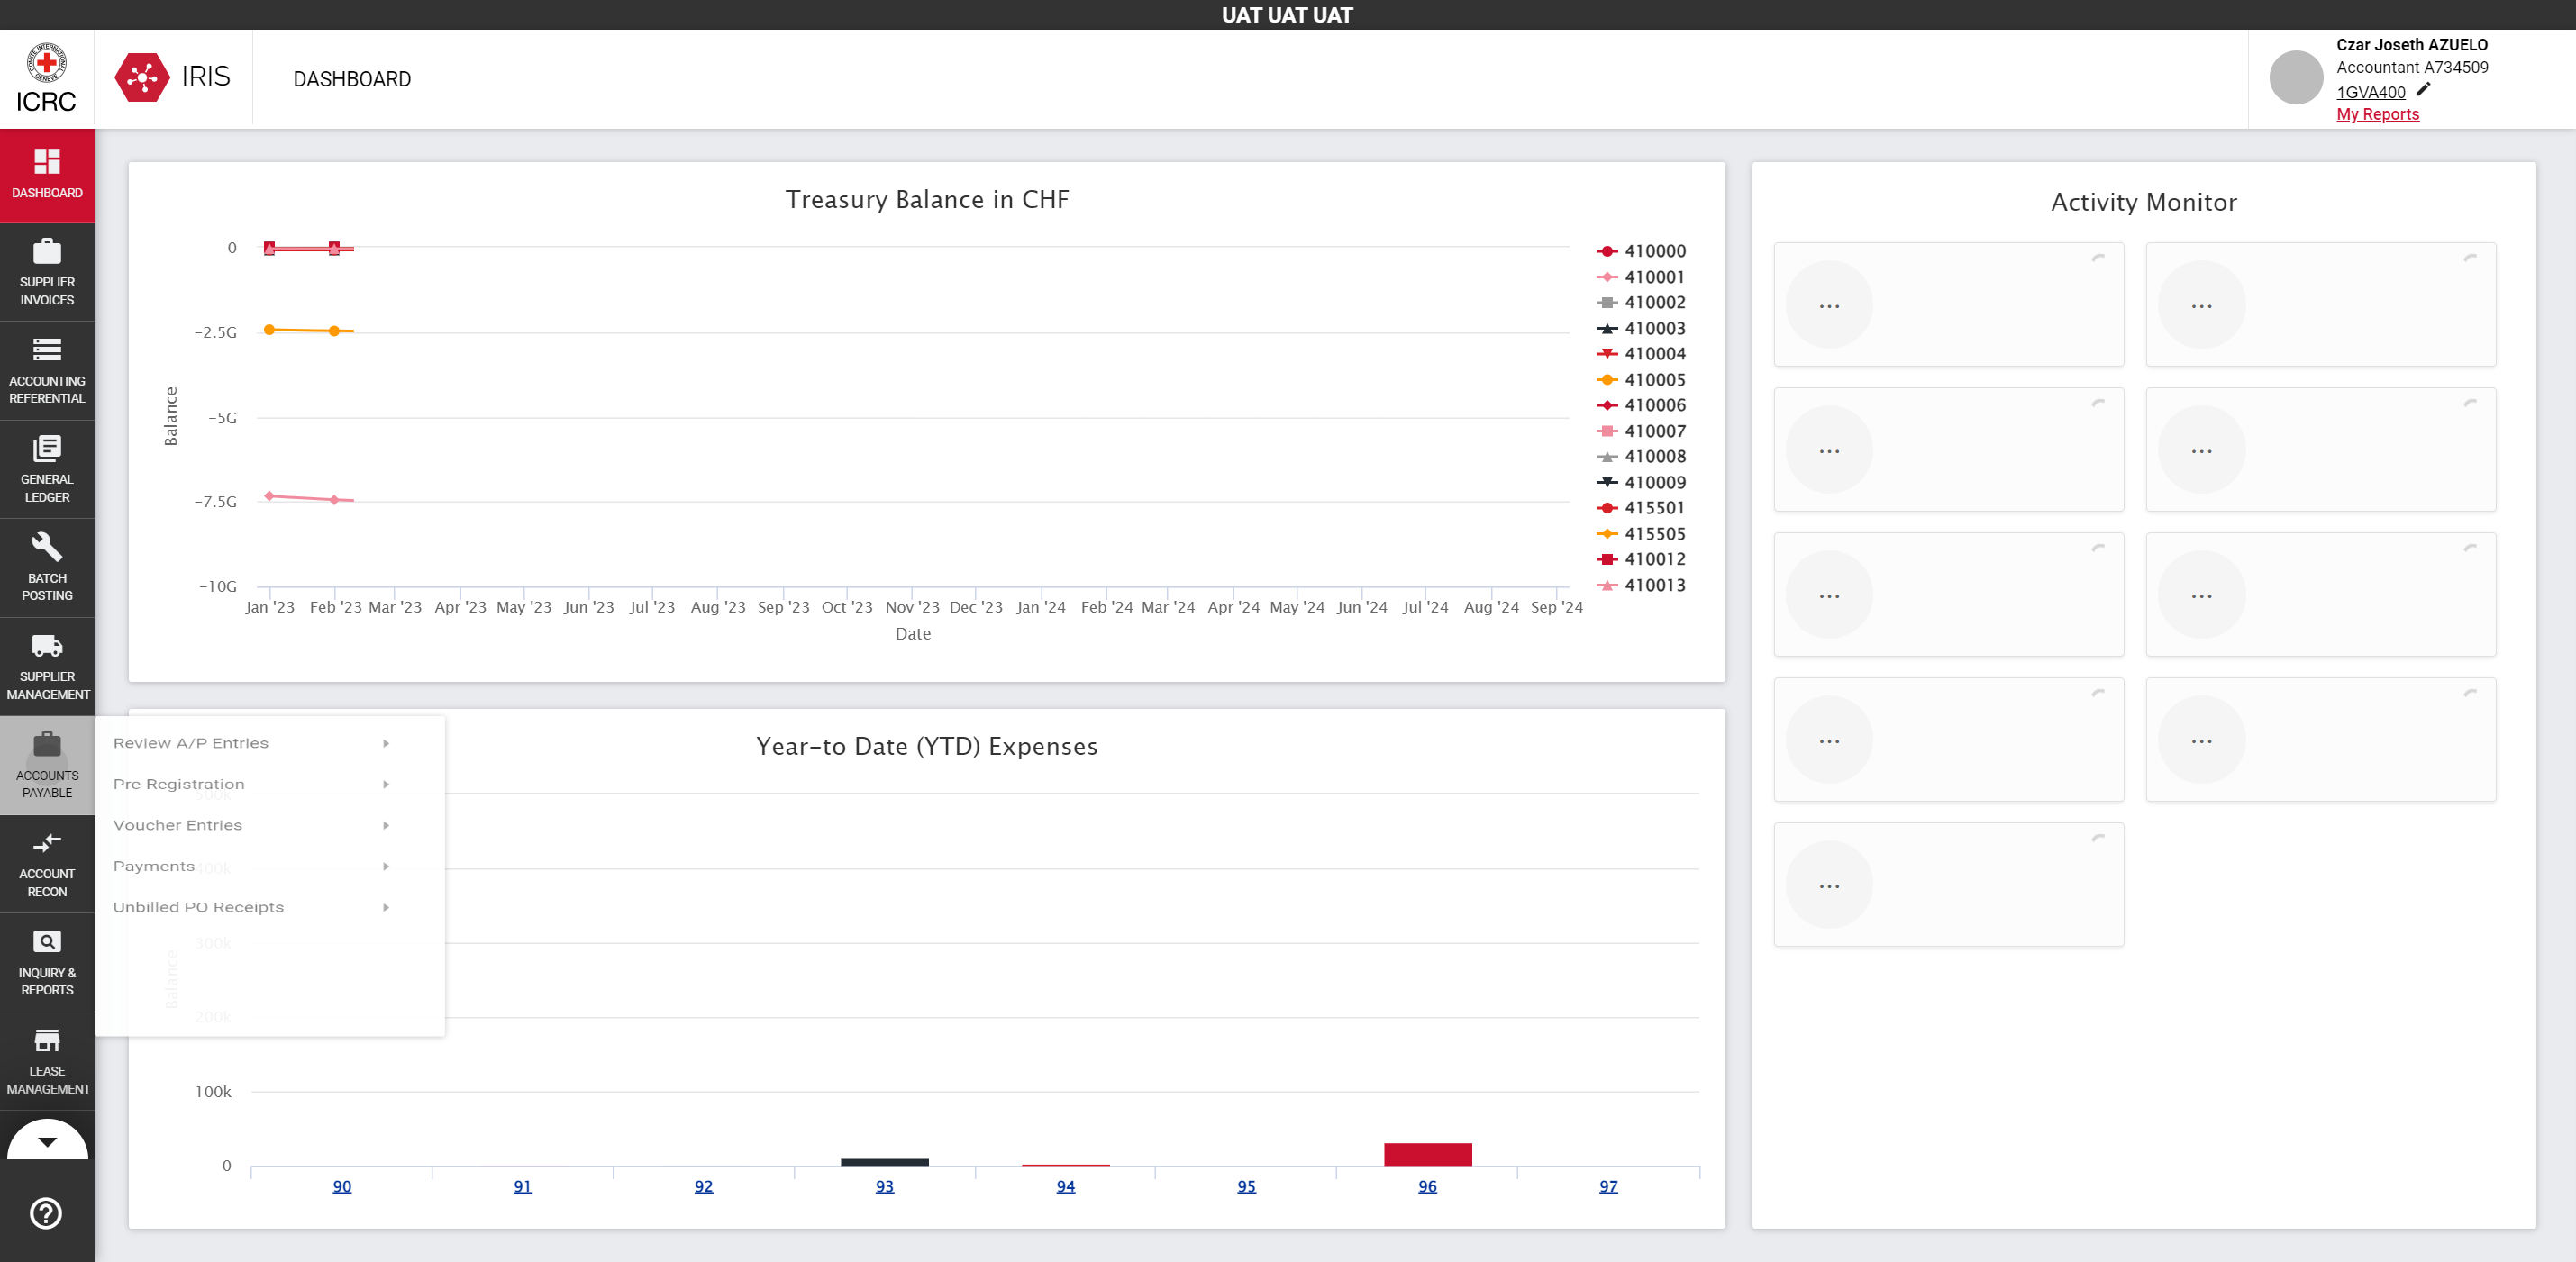 UAT UAT UAT
ICRC
IRIS
DASHBOARD
Czar Joseth AZUELO
Accountant A734509
1GVA400
My Reports
DASHBOARD
SUPPLIER
INVOICES
ACCOUNTING
REFERENTIAL
GENERAL
LEDGER
BATCH
POSTING
SUPPLIER
MANAGEMENT
ACCOUNTS
PAYABLE
ACCOUNT
RECON
INQUIRY &
REPORTS
LEASE
MANAGEMENT
Treasury Balance in CHF
0
-2.5G
-5G
-7.5G
-10G
Balance
Jan '23 Feb '23 Mar '23 Apr '23 May '23 Jun '23 Jul '23 Aug '23 Sep '23 Oct '23 Nov '23 Dec '23 Jan '24 Feb '24 Mar '24 Apr '24 May '24 Jun '24 Jul '24 Aug '24 Sep '24
Date
410000
410001
410002
410003
410004
410005
410006
410007
410008
410009
415501
415505
410012
410013
Review A/P Entries
Pre-Registration
Voucher Entries
Payments
Unbilled PO Receipts
Year-to Date (YTD) Expenses
500k
400k
300k
200k
100k
0
Balance
90 91 92 93 94 95 96 97
Activity Monitor
... ...
... ...
... ...
... ...
...